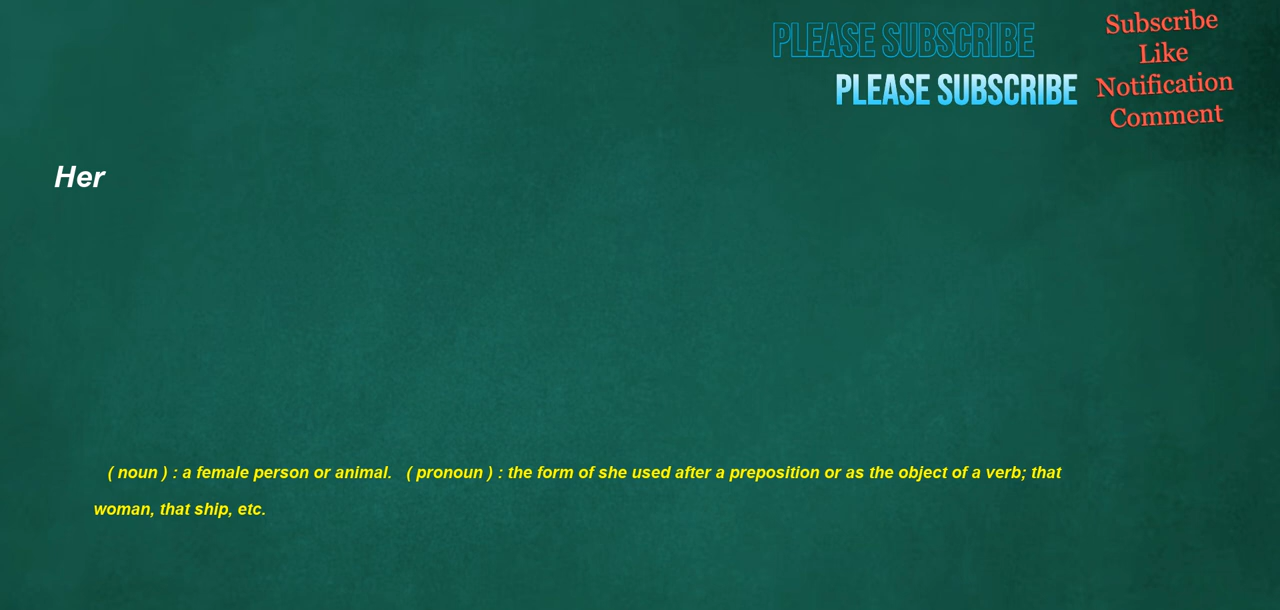 PLEASE SUBSCRIBE
PLEASE SUBSCRIBE
Subscribe
Like
Notification
Comment
Her
( noun ) : a female person or animal. ( pronoun ) : the form of she used after a preposition or as the object of a verb; that
woman, that ship, etc.